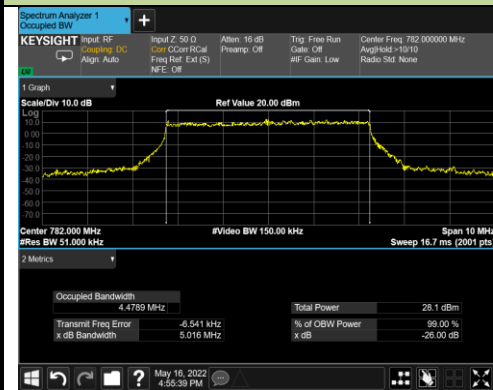 Spectrum Analyzer 1
Occupied BW
KEYSIGHT
Input: RF
Coupling: DC
Align: Auto
Input Z: 50 Ω
Corr CCorr RCal
Freq Ref: Ext (S)
NFE: Off
Atten: 16 dB
Preamp: Off
Trig: Free Run
Gate: Off
#IF Gain: Low
Center Freq: 782.000000 MHz
Avg|Hold:>10/10
Radio Std: None
1 Graph
Scale/Div 10.0 dB
Ref Value 20.00 dBm
Log
10.0
0.00
-10.0
-20.0
-30.0
-40.0
-50.0
-60.0
-70.0
Center 782.000 MHz
#Video BW 150.00 kHz
Span 10 MHz
#Res BW 51.000 kHz
Sweep 16.7 ms (2001 pts
2 Metrics
Occupied Bandwidth
4.4789 MHz
Total Power 28.1 dBm
Transmit Freq Error -6.541 kHz
% of OBW Power 99.00 %
x dB Bandwidth 5.016 MHz
x dB -26.00 dB
?
May 16, 2022
4:55:39 PM